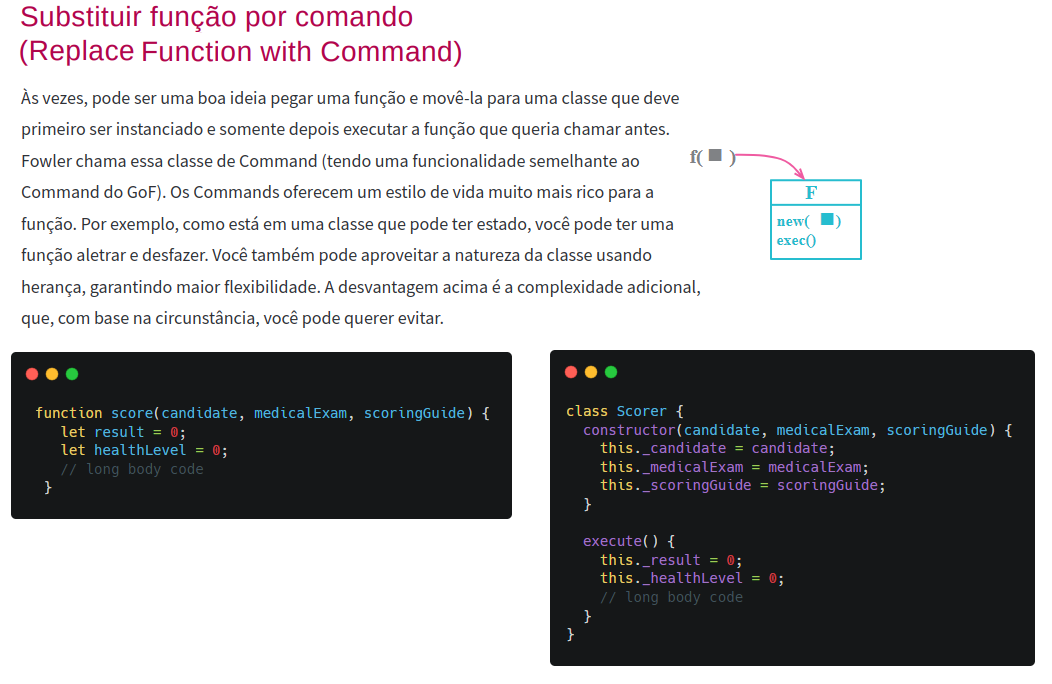 Substituir função por comando
(Replace Function with Command)
Às vezes, pode ser uma boa ideia pegar uma função e movê-la para uma classe que deve
primeiro ser instanciado e somente depois executar a função que queria chamar antes.
Fowler chama essa classe de Command (tendo uma funcionalidade semelhante ao
Command do GoF). Os Commands oferecem um estilo de vida muito mais rico para a
função. Por exemplo, como está em uma classe que pode ter estado, você pode ter uma
função aletrar e desfazer. Você também pode aproveitar a natureza da classe usando
herança, garantindo maior flexibilidade. A desvantagem acima é a complexidade adicional,
que, com base na circunstância, você pode querer evitar.
f( ■ )
F
new( ■ )
exec()
function score(candidate, medicalExam, scoringGuide) {
let result = 0;
let healthLevel = 0;
// long body code
}
class Scorer {
constructor(candidate, medicalExam, scoringGuide) {
this._candidate = candidate;
this._medicalExam = medicalExam;
this._scoringGuide = scoringGuide;
}
execute() {
this._result = 0;
this._healthLevel = 0;
// long body code
}
}